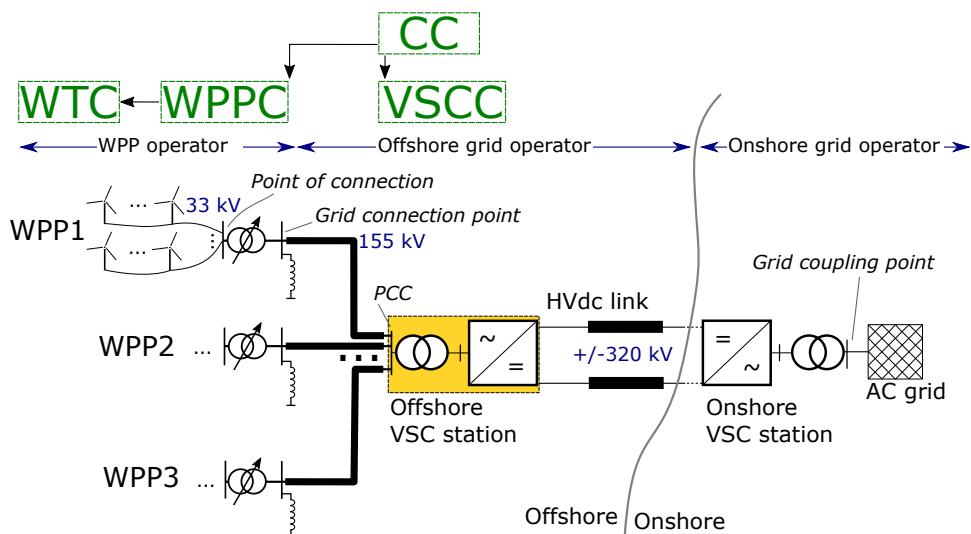 CC
WTC
WPPC
VSCC
WPP operator
Offshore grid operator
Onshore grid operator
Point of connection
33 kV
WPP1
Grid connection point
155 kV
Grid coupling point
PCC
HVdc link
WPP2
...
+/-320 kV
AC grid
Offshore
VSC station
Onshore
VSC station
WPP3
...
Offshore
Onshore